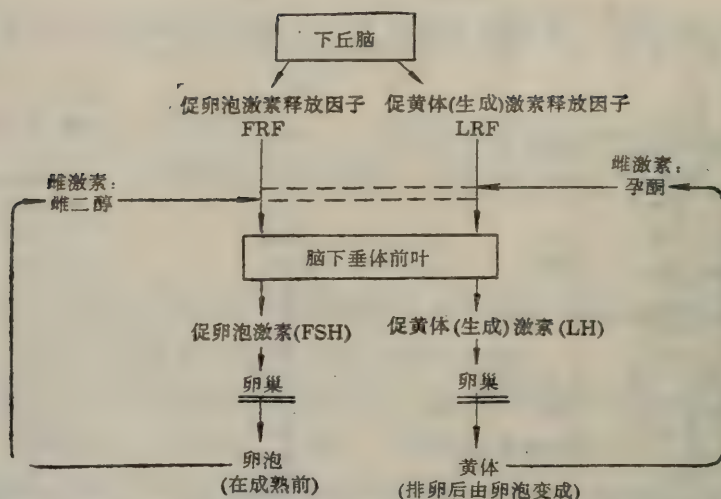 下丘脑
促卵泡激素释放因子
FRF
促黄体(生成)激素释放因子
LRF
雌激素:
雌二醇
雌激素:
孕酮
脑下垂体前叶
促卵泡激素(FSH)
促黄体(生成)激素(LH)
卵巢
卵巢
卵泡
(在成熟前)
黄体
(排卵后由卵泡变成)